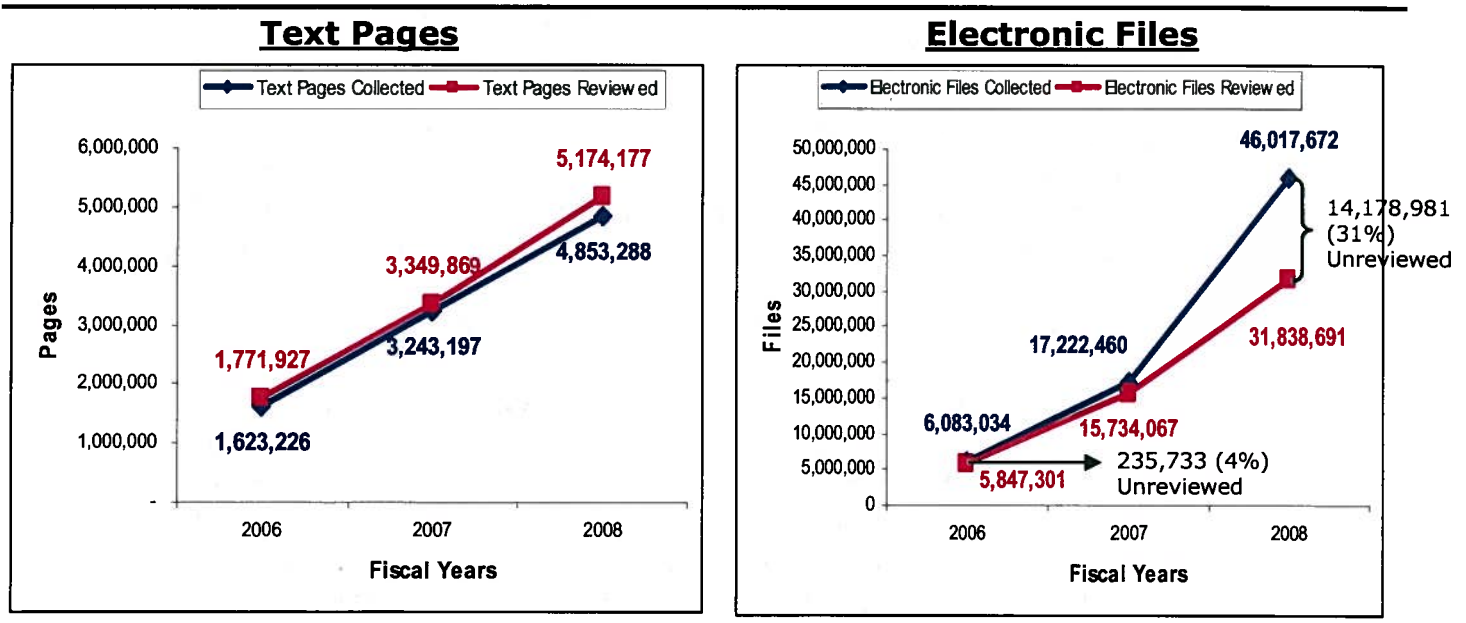 Text Pages
Text Pages Collected Text Pages Reviewed
6,000,000
5,000,000
4,000,000
3,000,000
2,000,000
1,000,000
-
Pages
5,174,177
4,853,288
3,349,869
3,243,197
1,771,927
1,623,226
2006 2007 2008
Fiscal Years
Electronic Files
Electronic Files Collected Electronic Files Reviewed
50,000,000
45,000,000
40,000,000
35,000,000
30,000,000
25,000,000
20,000,000
15,000,000
10,000,000
5,000,000
0
Files
46,017,672
14,178,981
(31%)
Unreviewed
31,838,691
17,222,460
15,734,067
6,083,034
5,847,301
235,733 (4%)
Unreviewed
2006 2007 2008
Fiscal Years